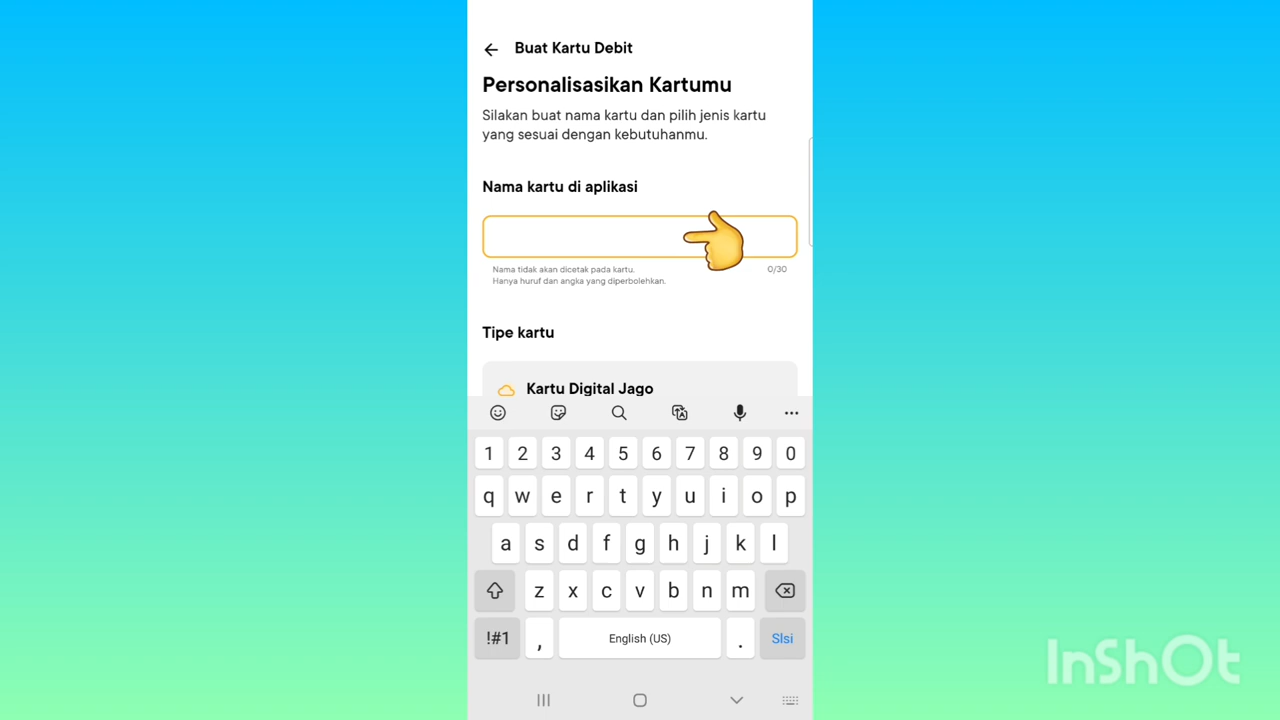 Buat Kartu Debit
Personalisasikan Kartumu
Silakan buat nama kartu dan pilih jenis kartu
yang sesuai dengan kebutuhanmu.
Nama kartu di aplikasi
Nama tidak akan dicetak pada kartu.
0/30
Hanya huruf dan angka yang diperbolehkan.
Tipe kartu
Kartu Digital Jago
1 2 3 4 5 6 7 8 9 0
q w e r t y u i o p
a s d f g h j k l
z x c v b n m
!#1 , English (US) . Slsi
InShOt